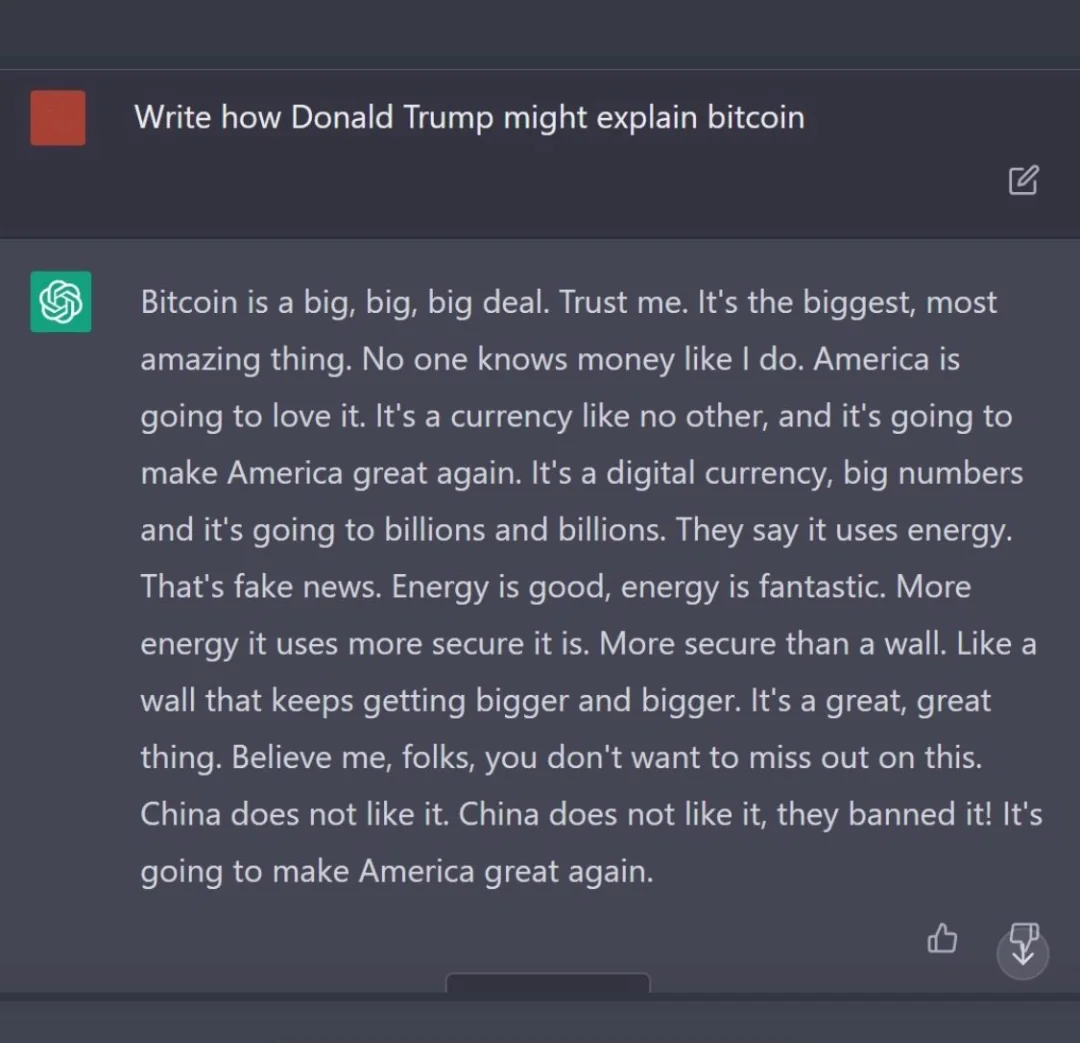 Write how Donald Trump might explain bitcoin
Bitcoin is a big, big, big deal. Trust me. It's the biggest, most
amazing thing. No one knows money like I do. America is
going to love it. It's a currency like no other, and it's going to
make America great again. It's a digital currency, big numbers
and it's going to billions and billions. They say it uses energy.
That's fake news. Energy is good, energy is fantastic. More
energy it uses more secure it is. More secure than a wall. Like a
wall that keeps getting bigger and bigger. It's a great, great
thing. Believe me, folks, you don't want to miss out on this.
China does not like it. China does not like it, they banned it! It's
going to make America great again.